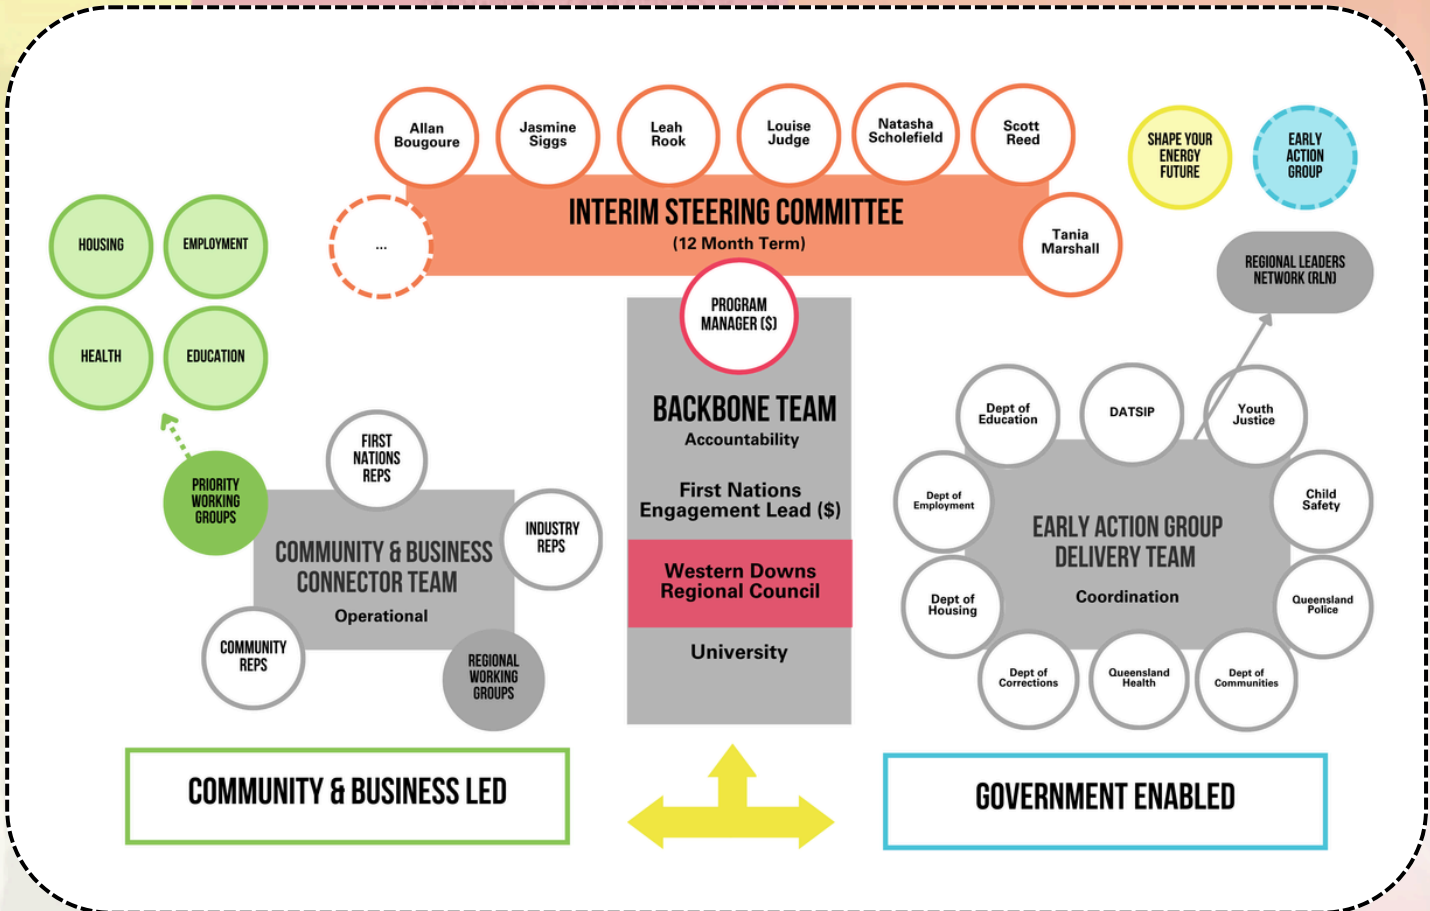 Allan
Bougoure
Jasmine
Siggs
Leah
Rook
Louise
Judge
Natasha
Scholefield
Scott
Reed
Tania
Marshall
...
INTERIM STEERING COMMITTEE
(12 Month Term)
SHAPE YOUR
ENERGY
FUTURE
EARLY
ACTION
GROUP
REGIONAL LEADERS
NETWORK (RLN)
HOUSING
EMPLOYMENT
HEALTH
EDUCATION
PRIORITY
WORKING
GROUPS
FIRST
NATIONS
REPS
INDUSTRY
REPS
COMMUNITY & BUSINESS
CONNECTOR TEAM
Operational
COMMUNITY
REPS
REGIONAL
WORKING
GROUPS
PROGRAM
MANAGER ($)
BACKBONE TEAM
Accountability
First Nations
Engagement Lead ($)
Western Downs
Regional Council
University
Dept of
Education
DATSIP
Youth
Justice
Dept of
Employment
Child
Safety
EARLY ACTION GROUP
DELIVERY TEAM
Coordination
Dept of
Housing
Queensland
Police
Dept of
Corrections
Queensland
Health
Dept of
Communities
COMMUNITY & BUSINESS LED
GOVERNMENT ENABLED